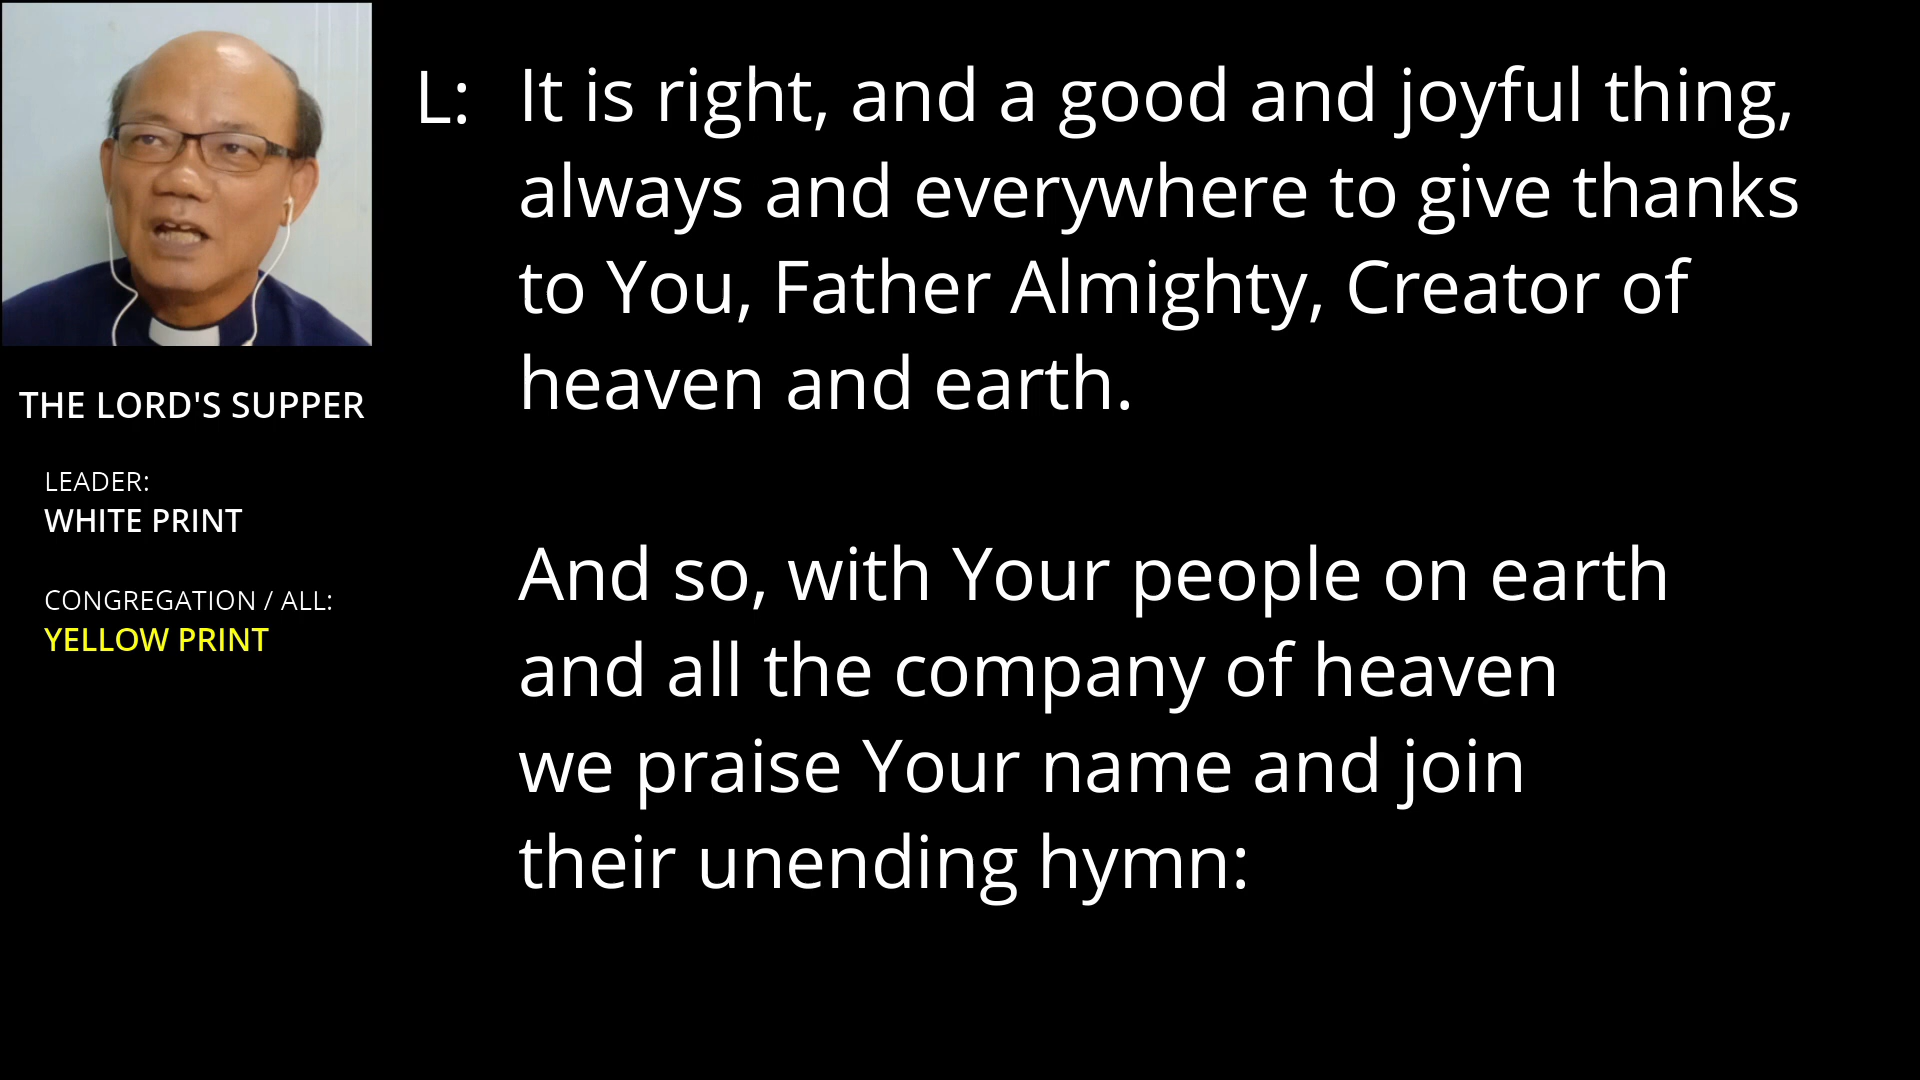 THE LORD'S SUPPER
LEADER:
WHITE PRINT
CONGREGATION / ALL:
YELLOW PRINT
L: It is right, and a good and joyful thing,
always and everywhere to give thanks
to You, Father Almighty, Creator of
heaven and earth.
And so, with Your people on earth
and all the company of heaven
we praise Your name and join
their unending hymn: